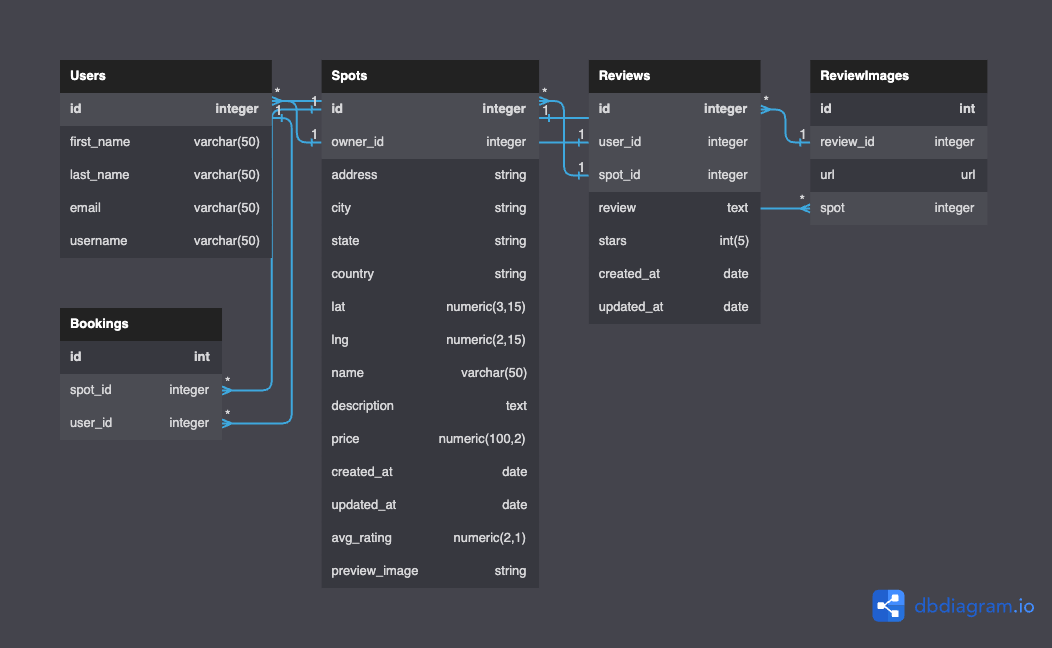 Users
id integer
first_name varchar(50)
last_name varchar(50)
email varchar(50)
username varchar(50)
Bookings
id int
spot_id integer
user_id integer
Spots
id integer
owner_id integer
address string
city string
state string
country string
lat numeric(3,15)
lng numeric(2,15)
name varchar(50)
description text
price numeric(100,2)
created_at date
updated_at date
avg_rating numeric(2,1)
preview_image string
Reviews
id integer
user_id integer
spot_id integer
review text
stars int(5)
created_at date
updated_at date
ReviewImages
id int
review_id integer
url url
spot integer
* 1
1
1
* 1
1
1
* 1
*
*
*
dbdiagram.io